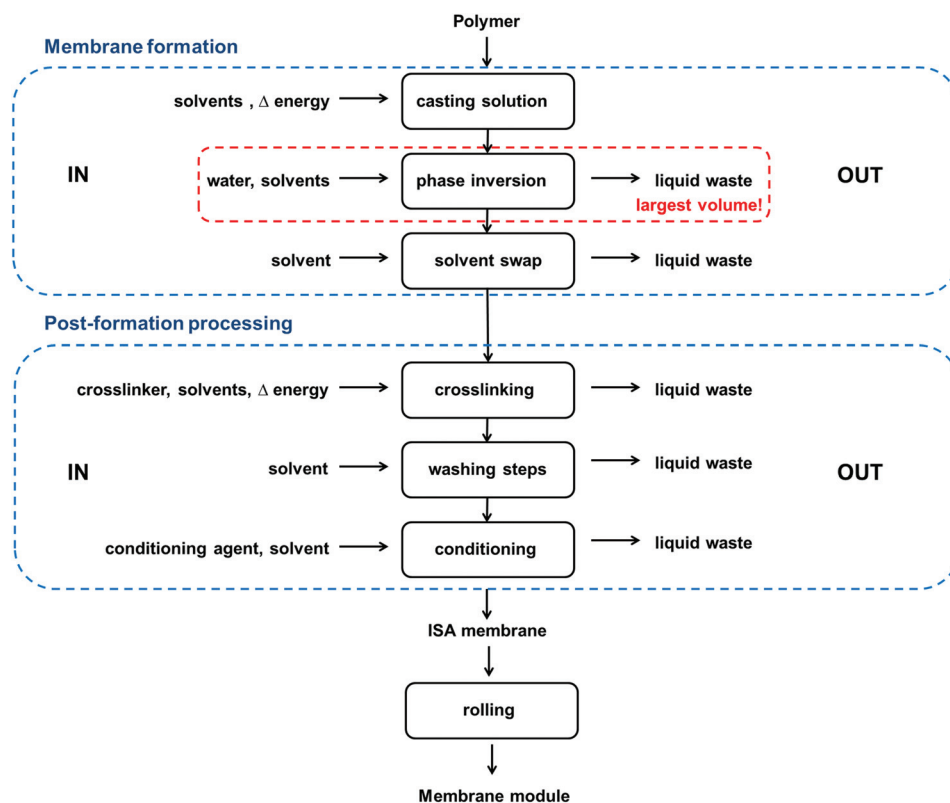 Polymer
Membrane formation
solvents , Δ energy
casting solution
IN
water, solvents
phase inversion
liquid waste
largest volume!
OUT
solvent
solvent swap
liquid waste
Post-formation processing
crosslinker, solvents, Δ energy
crosslinking
liquid waste
IN
solvent
washing steps
liquid waste
OUT
conditioning agent, solvent
conditioning
liquid waste
ISA membrane
rolling
Membrane module